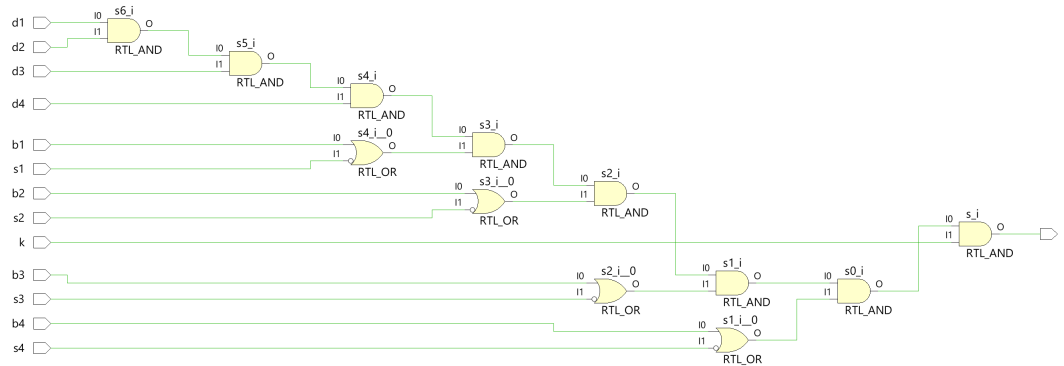 s6_i
d1
I0
O
I1
d2
RTL_AND
s5_i
I0
O
d3
I1
RTL_AND
s4_i
I0
O
d4
I1
RTL_AND
s3_i
s4_i__0
I0
O
b1
I0
O
I1
I1
RTL_AND
s1
RTL_OR
s2_i
s3_i__0
I0
O
b2
I0
O
I1
I1
RTL_AND
s2
RTL_OR
s_i
I0
O
k
I1
RTL_AND
s1_i
s0_i
s2_i__0
b3
I0
O
I0
O
I0
O
s3
I1
I1
I1
RTL_AND
RTL_AND
RTL_OR
s1_i__0
b4
I0
O
s4
I1
RTL_OR